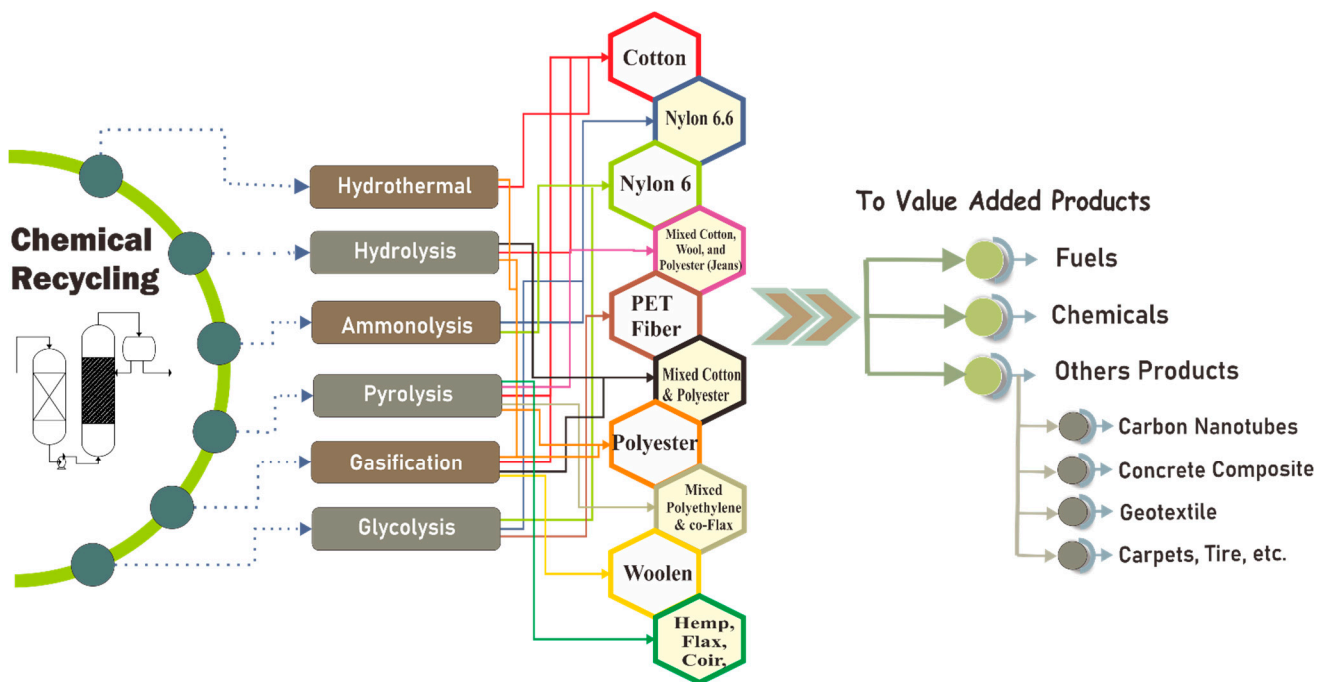 Chemical
Recycling
Hydrothermal
Hydrolysis
Ammonolysis
Pyrolysis
Gasification
Glycolysis
Cotton
Nylon 6.6
Nylon 6
Mixed Cotton,
Wool, and
Polyester (Jeans)
PET
Fiber
Mixed Cotton
& Polyester
Polyester
Mixed
Polyethylene
& co-Flax
Woolen
Hemp,
Flax,
Coir,
To Value Added Products
Fuels
Chemicals
Others Products
Carbon Nanotubes
Concrete Composite
Geotextile
Carpets, Tire, etc.